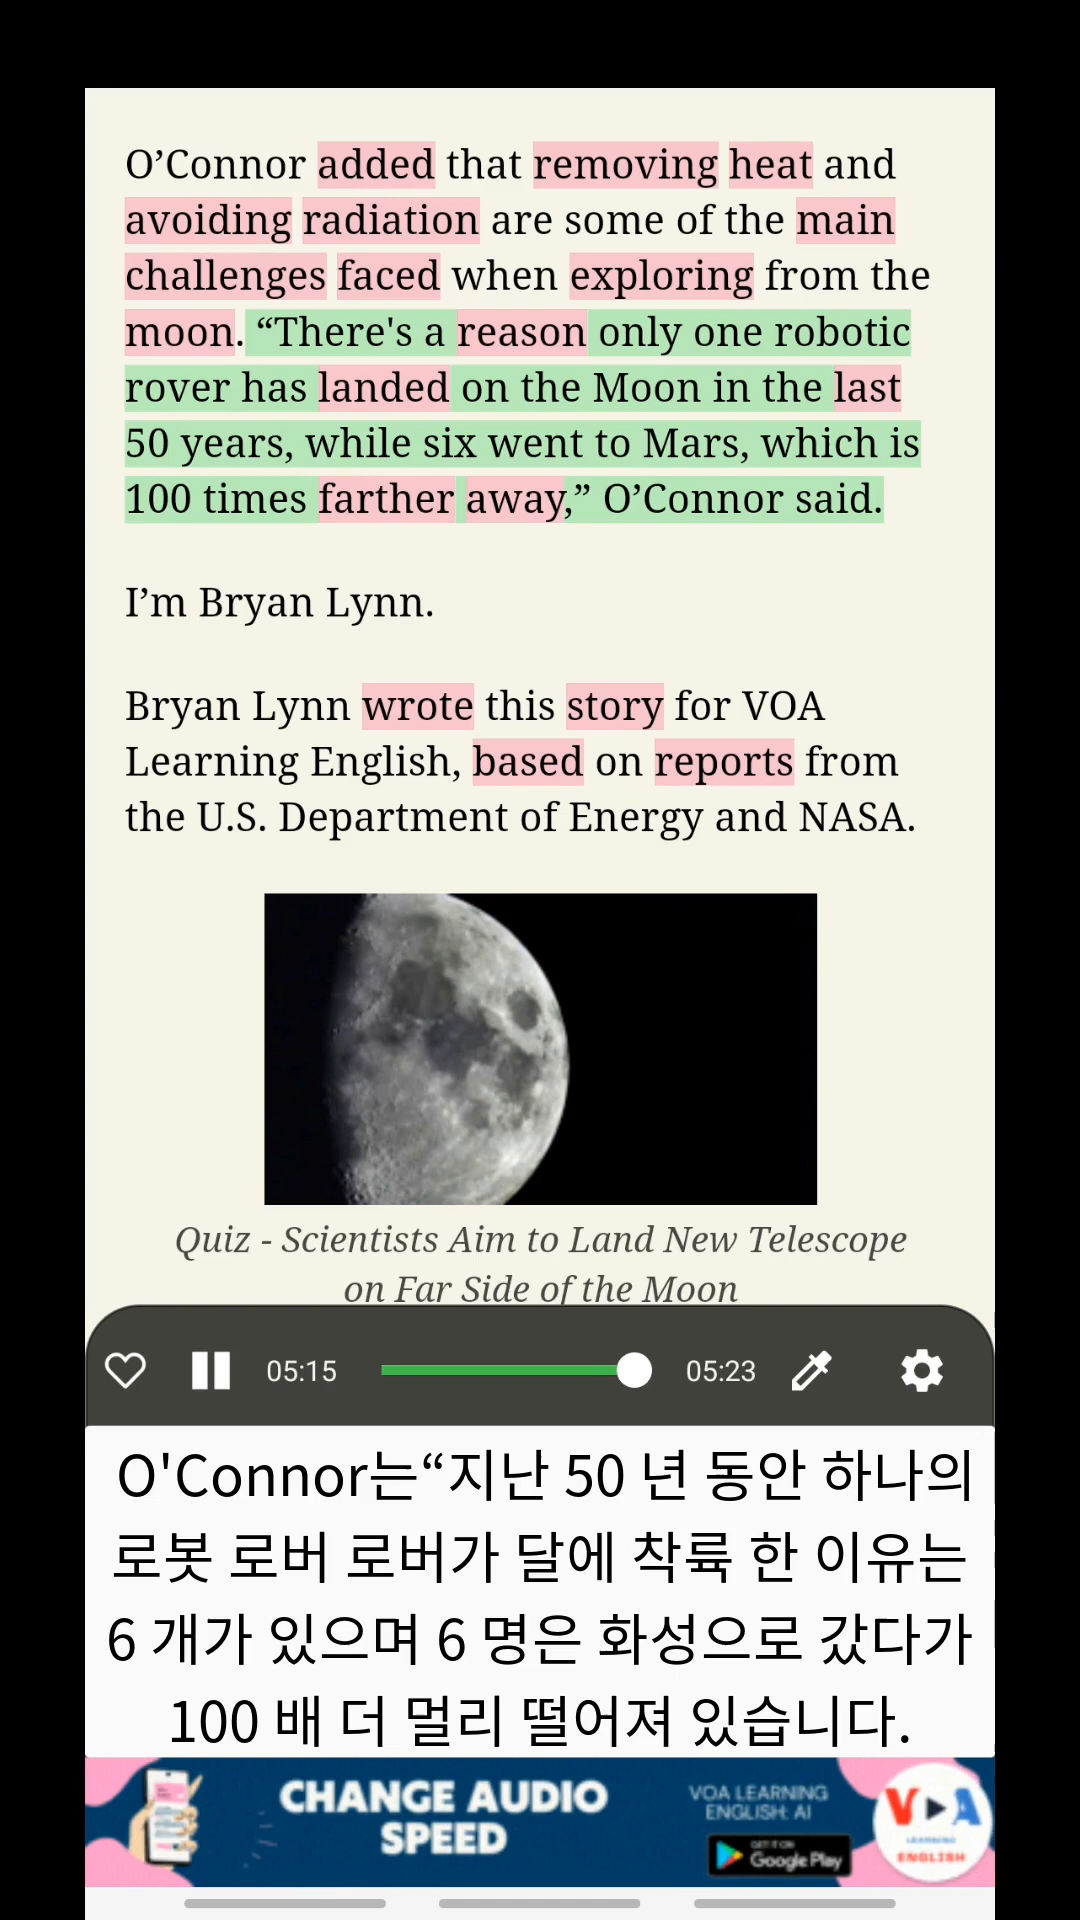 O’Connor added that removing heat and
avoiding radiation are some of the main
challenges faced when exploring from the
moon. “There's a reason only one robotic
rover has landed on the Moon in the last
50 years, while six went to Mars, which is
100 times farther away,” O’Connor said.
I’m Bryan Lynn.
Bryan Lynn wrote this story for VOA
Learning English, based on reports from
the U.S. Department of Energy and NASA.
Quiz - Scientists Aim to Land New Telescope
on Far Side of the Moon
05:15 05:23
O'Connor는“지난 50 년 동안 하나의
로봇 로버 로버가 달에 착륙 한 이유는
6 개가 있으며 6 명은 화성으로 갔다가
100 배 더 멀리 떨어져 있습니다.
CHANGE AUDIO
SPEED
VOA LEARNING
ENGLISH: AI
GET IT ON
Google Play
VOA
LEARNING
ENGLISH